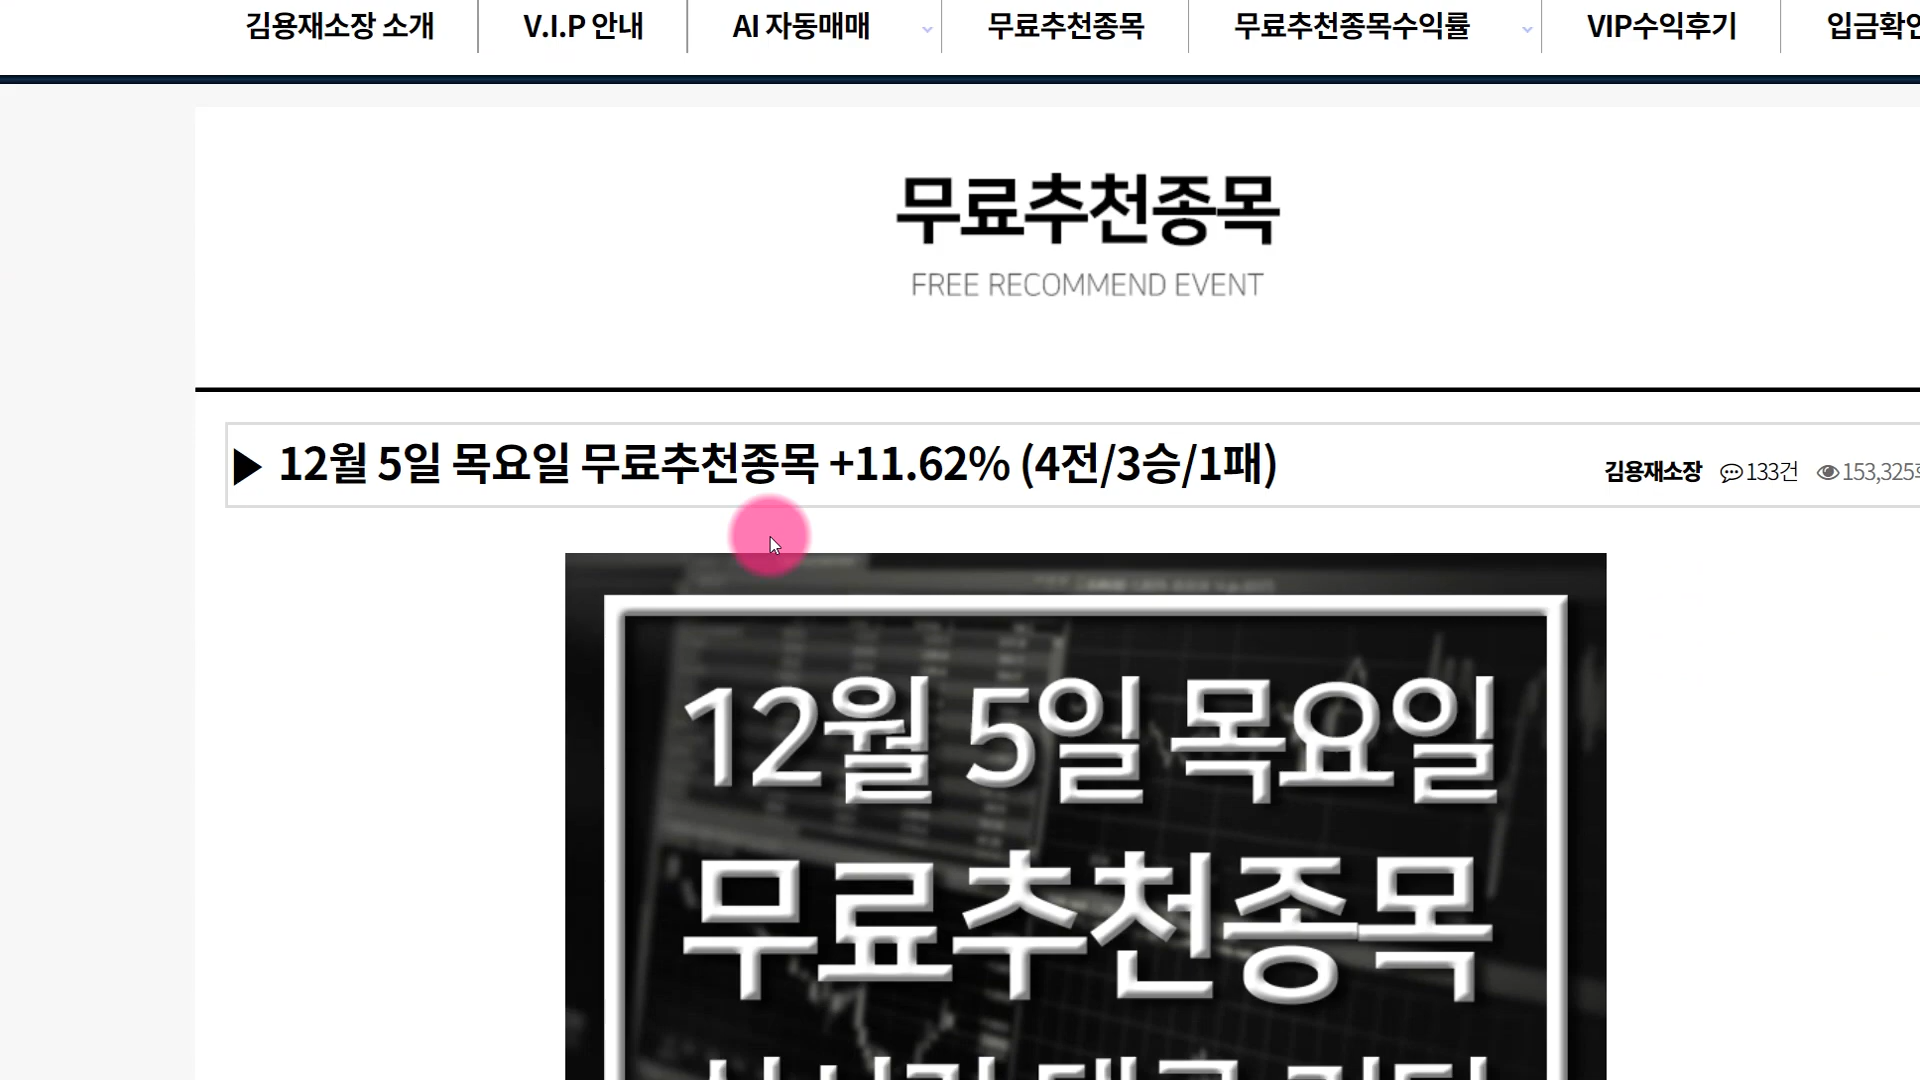 김용재소장 소개 V.I.P 안내 AI 자동매매 무료추천종목 무료추천종목수익률 VIP수익후기
무료추천종목
FREE RECOMMEND EVENT
▶ 12월 5일 목요일 무료추천종목 +11.62% (4전/3승/1패)
김용재소장 133건 153,325
12월 5일 목요일
무료추천종목